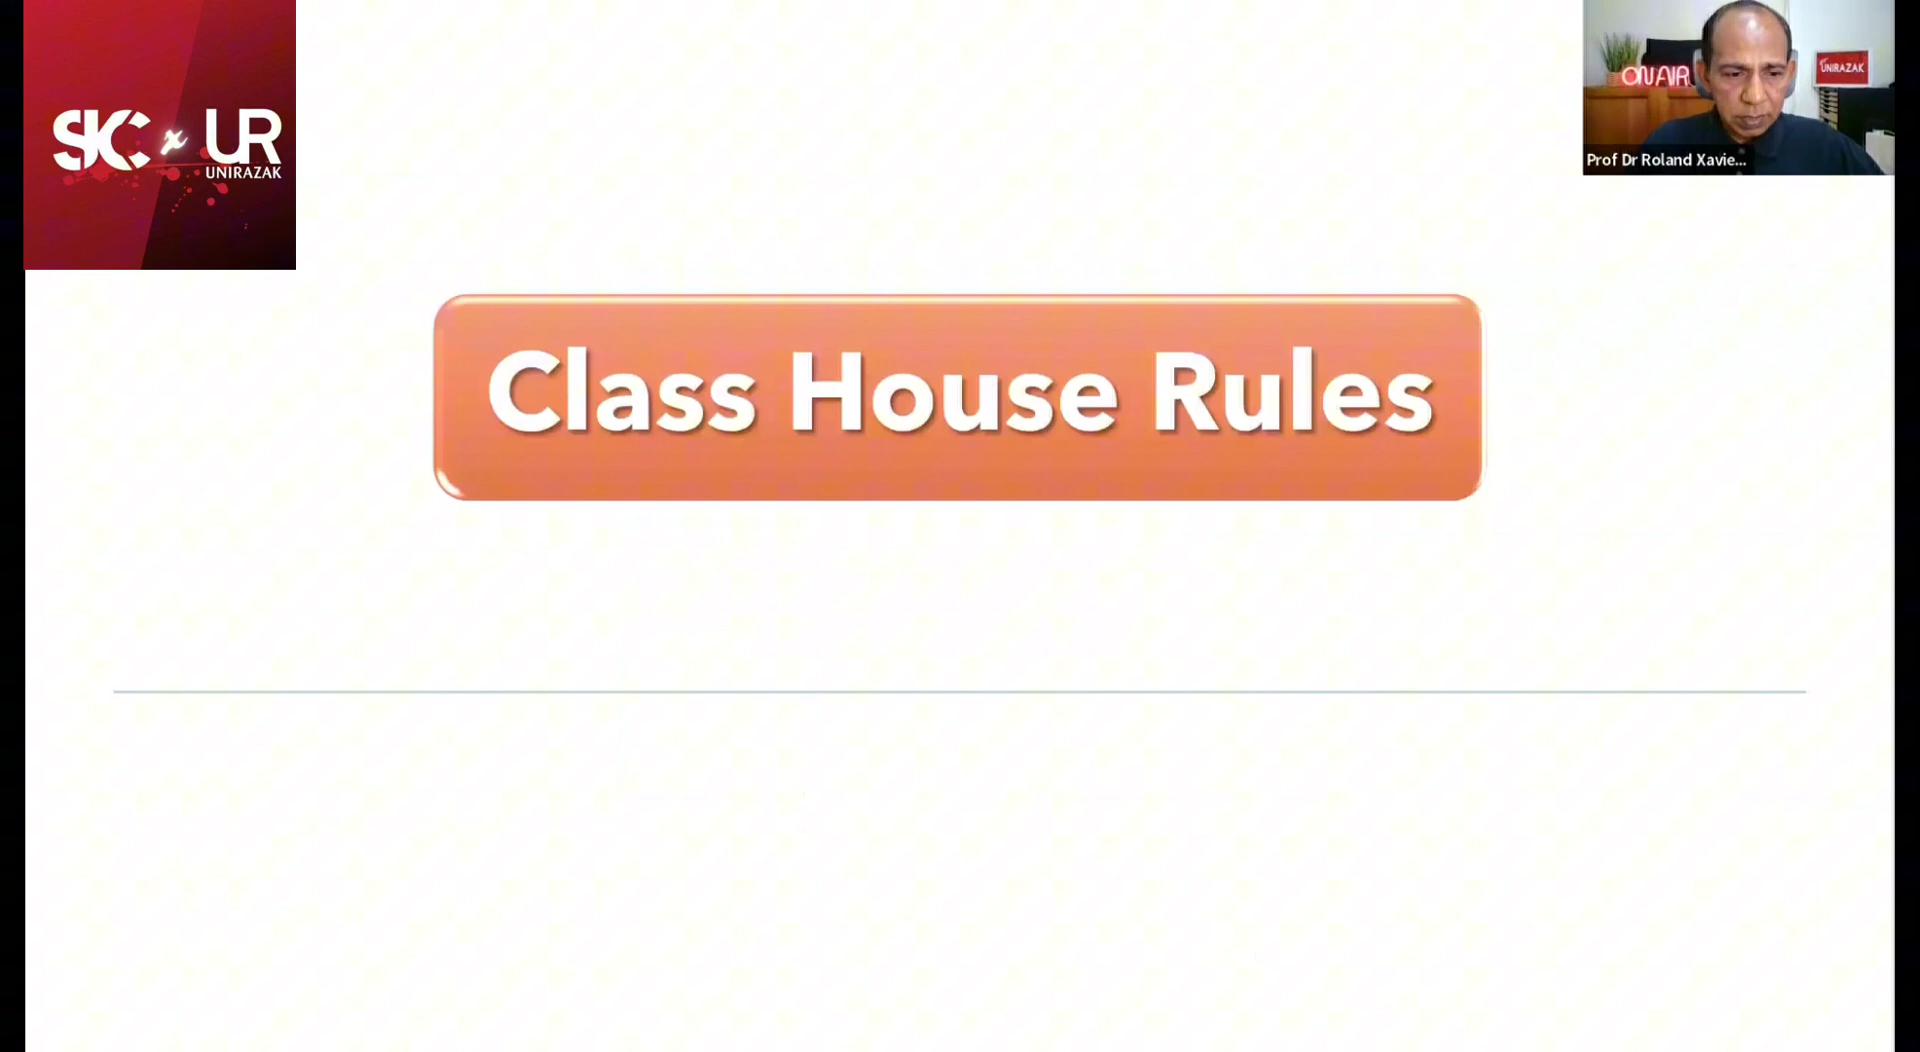 SKC x UR
UNIRAZAK
ON AIR
UNIRAZAK
Prof Dr Roland Xavie...
Class House Rules